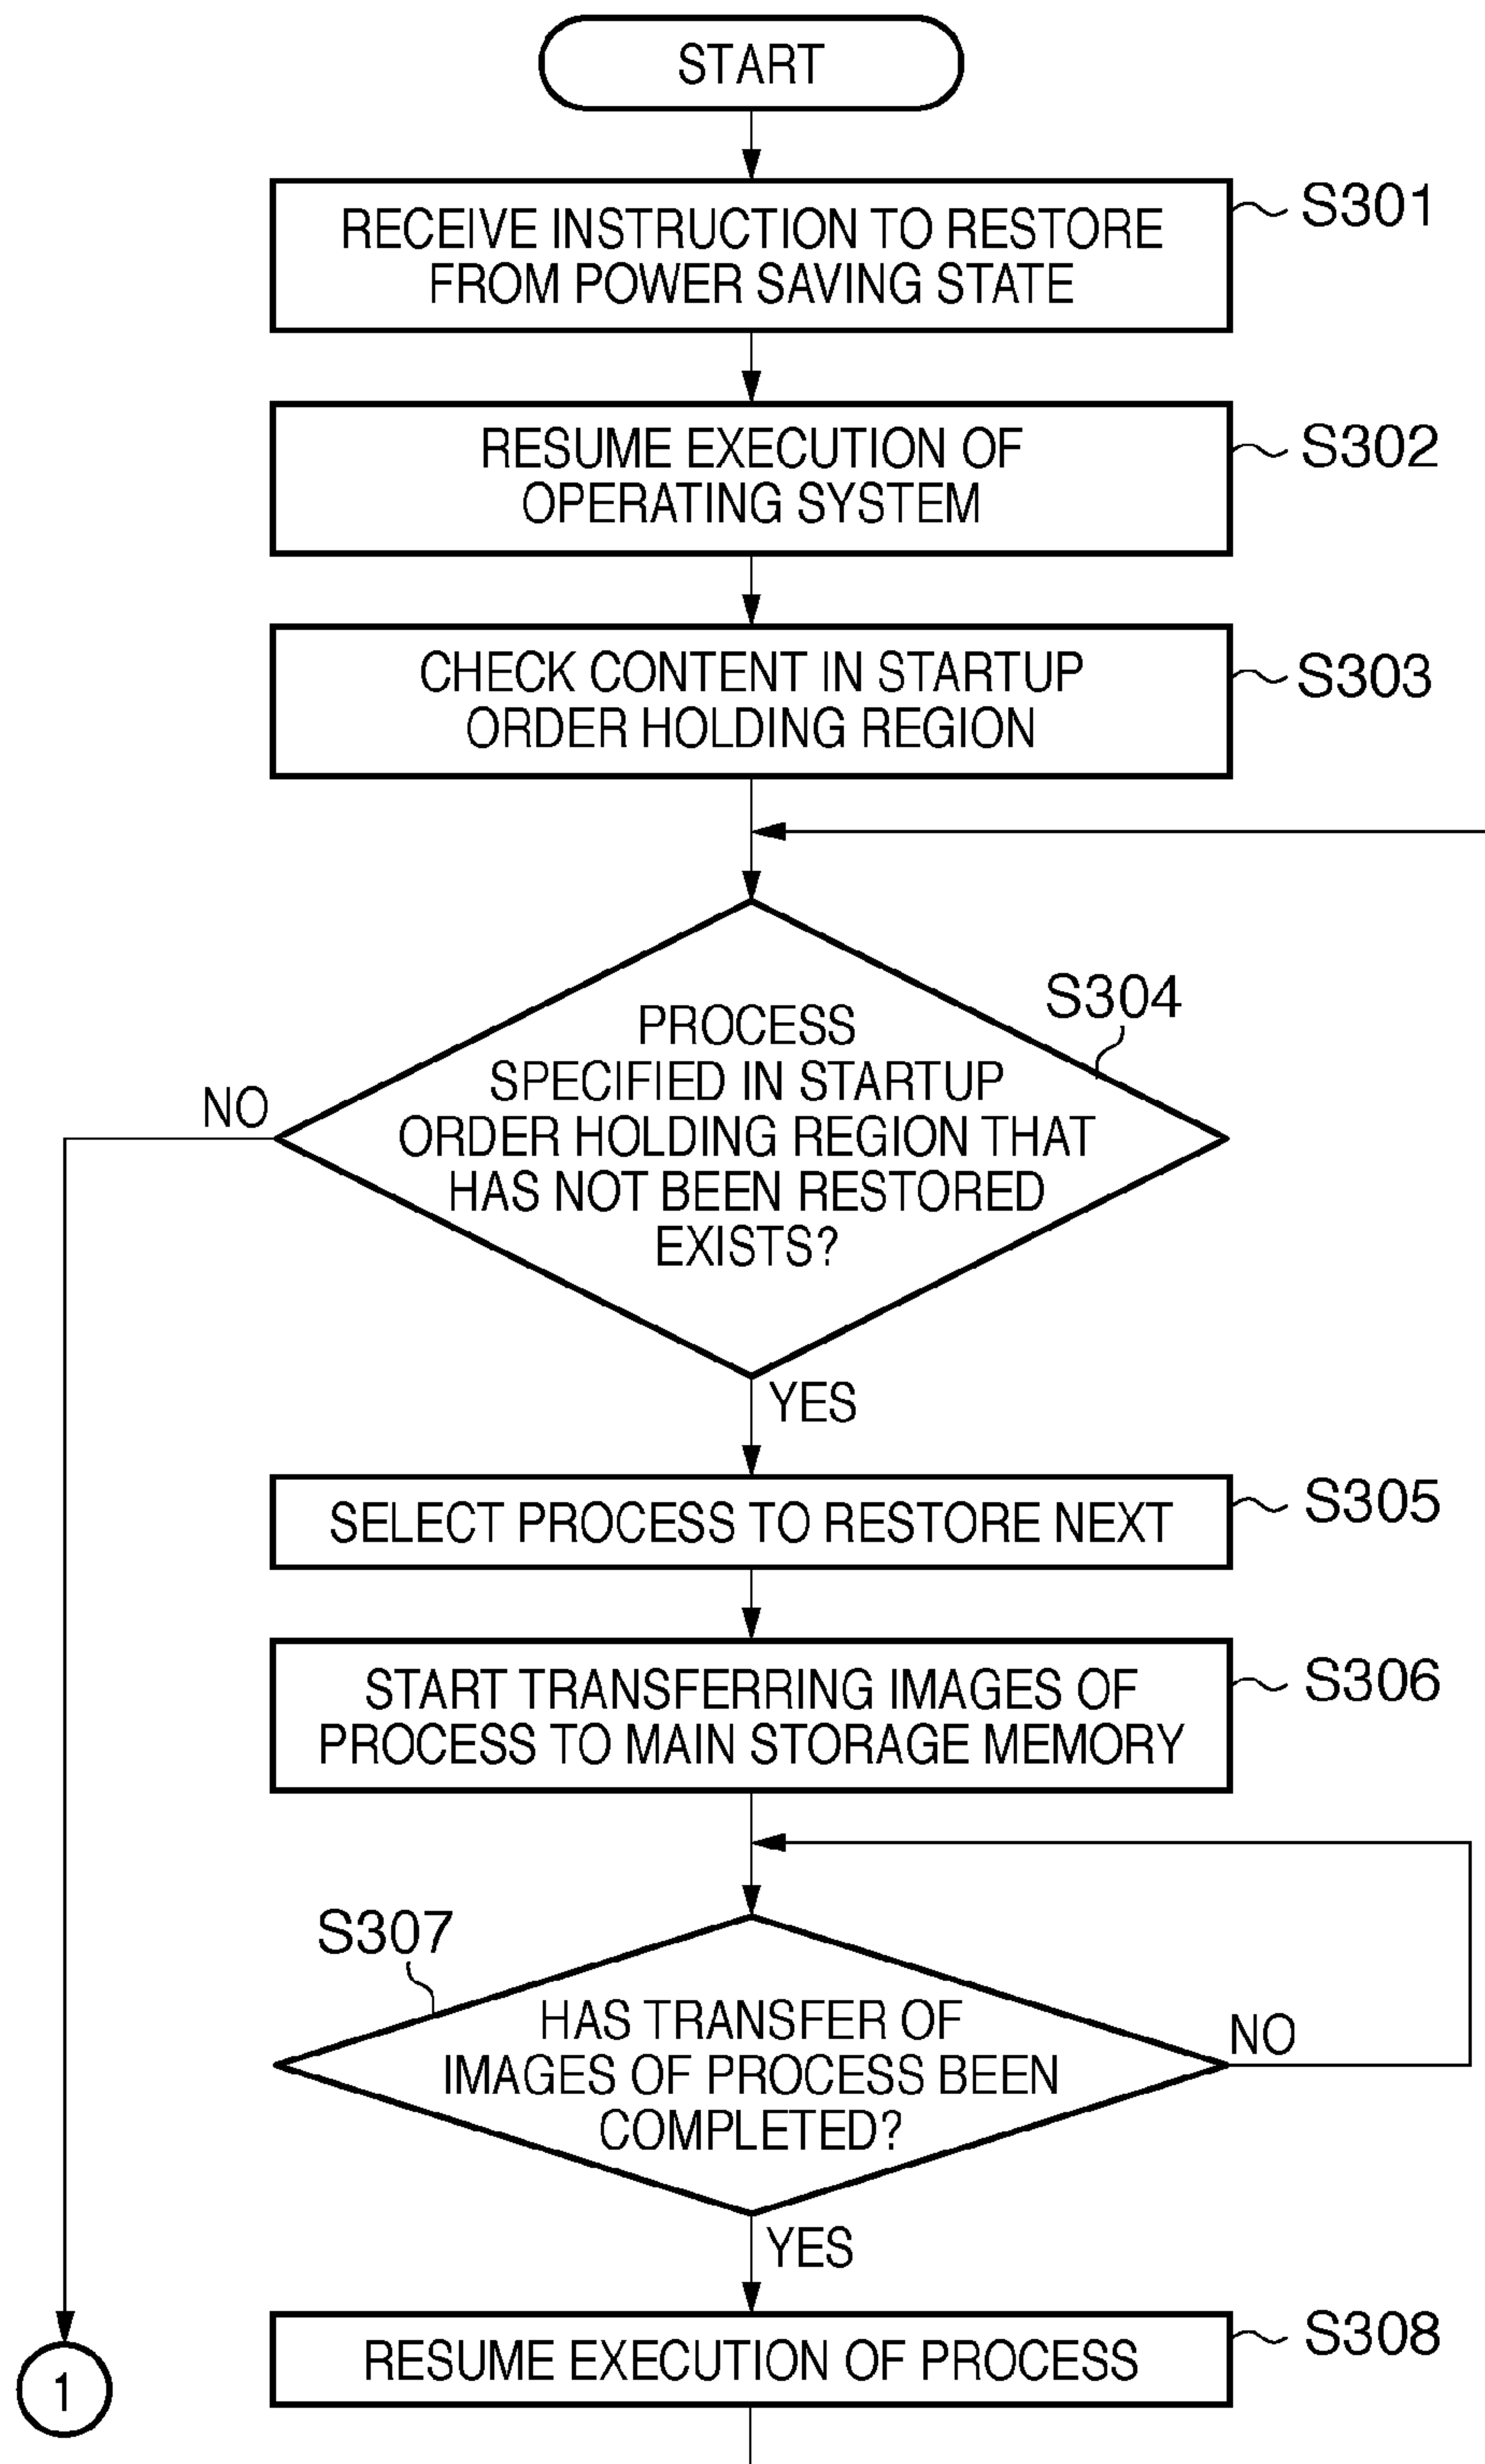 START
RECEIVE INSTRUCTION TO RESTORE
FROM POWER SAVING STATE
S301
RESUME EXECUTION OF
OPERATING SYSTEM
S302
CHECK CONTENT IN STARTUP
ORDER HOLDING REGION
S303
S304
PROCESS
SPECIFIED IN STARTUP
ORDER HOLDING REGION THAT
HAS NOT BEEN RESTORED
EXISTS?
NO
YES
SELECT PROCESS TO RESTORE NEXT
S305
START TRANSFERRING IMAGES OF
PROCESS TO MAIN STORAGE MEMORY
S306
S307
HAS TRANSFER OF
IMAGES OF PROCESS BEEN
COMPLETED?
NO
YES
RESUME EXECUTION OF PROCESS
S308
1